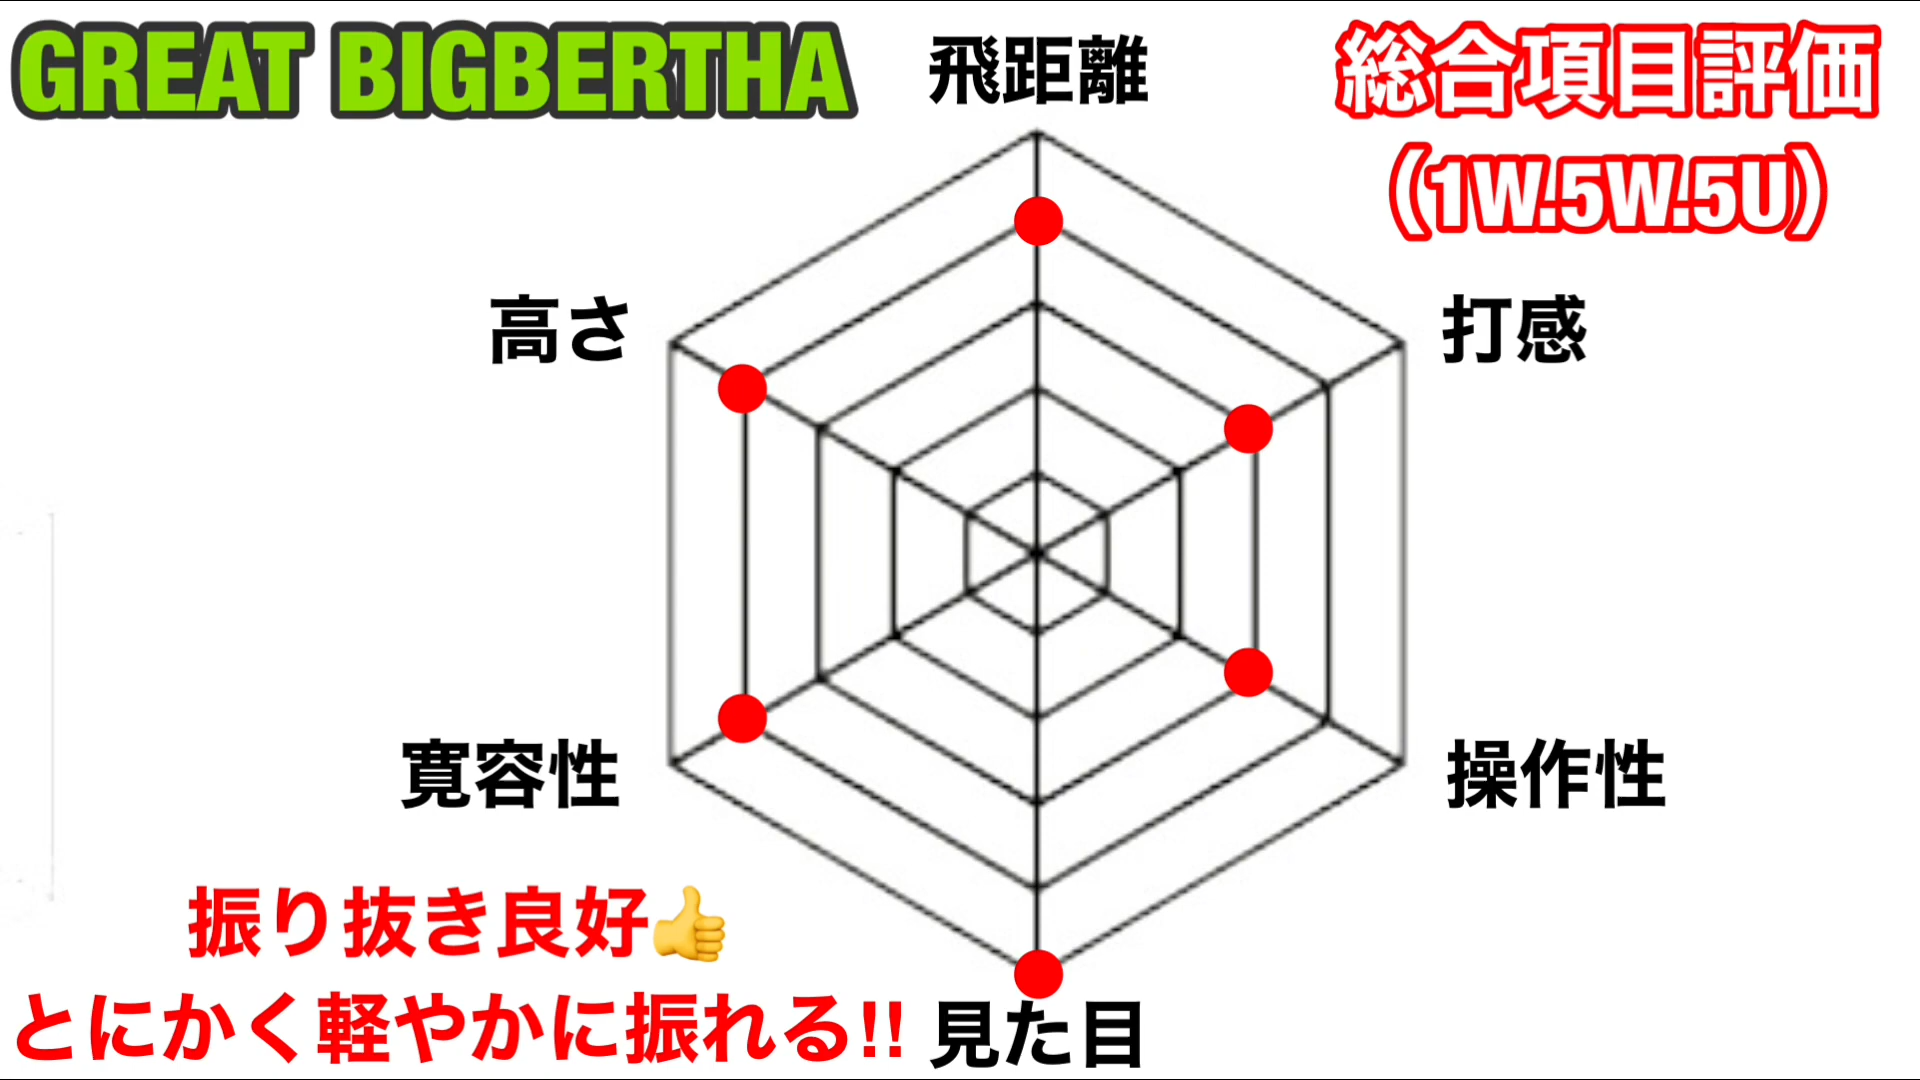 GREAT BIGBERTHA
飛距離
総合項目評価
（1W.5W.5U）
高さ
打感
寛容性
操作性
振り抜き良好👍
とにかく軽やかに振れる!!
見た目